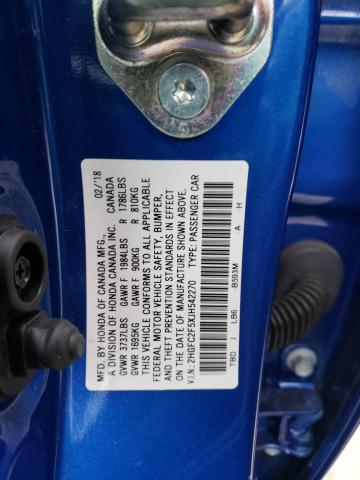 MFD. BY HONDA OF CANADA MFG., 02/'18
A DIVISION OF HONDA CANADA INC. CANADA
GVWR 3737LBS GAWR F 1984LBS R 1786LBS
GVWR 1695KG GAWR F 900KG R 810KG
THIS VEHICLE CONFORMS TO ALL APPLICABLE
FEDERAL MOTOR VEHICLE SAFETY, BUMPER,
AND THEFT PREVENTION STANDARDS IN EFFECT
ON THE DATE OF MANUFACTURE SHOWN ABOVE.
V.I.N.: 2HGFC2F5XJH542270 TYPE: PASSENGER CAR
TBD J LB6 B593M A H